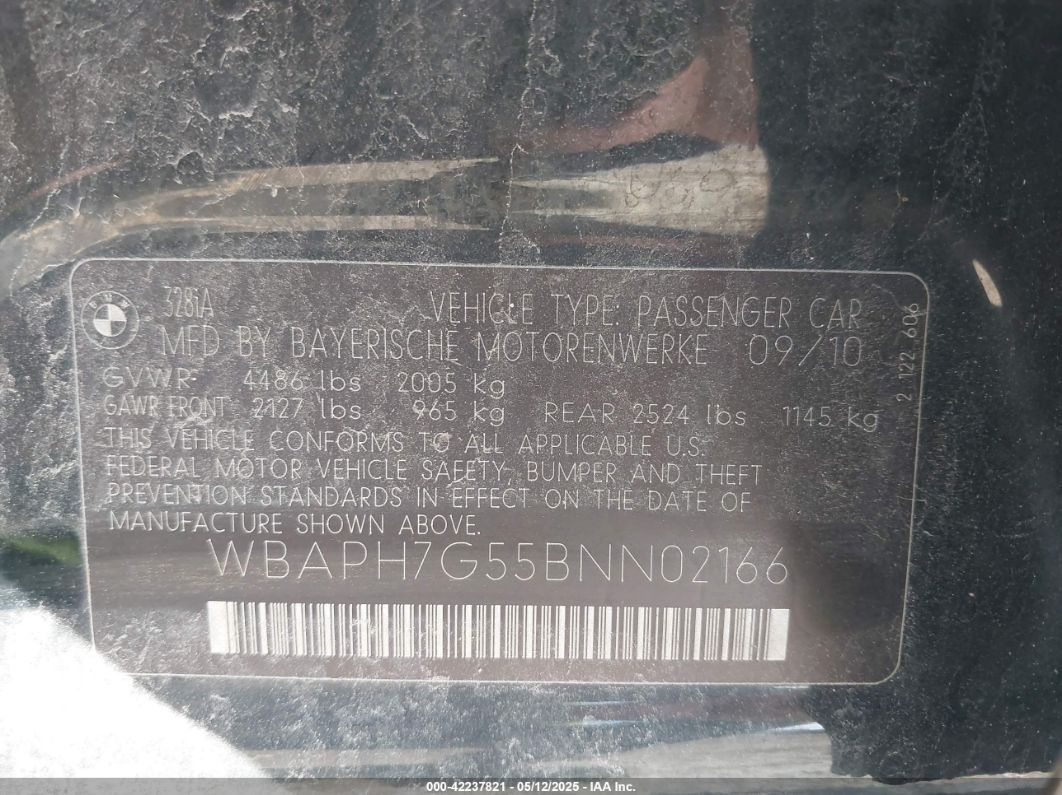 328iA
VEHICLE TYPE: PASSENGER CAR
MFD BY BAYERISCHE MOTORENWERKE 09/10
GVWR 4486 lbs 2005 kg
GAWR FRONT 2127 lbs 965 kg REAR 2524 lbs 1145 kg
THIS VEHICLE CONFORMS TO ALL APPLICABLE U.S.
FEDERAL MOTOR VEHICLE SAFETY, BUMPER AND THEFT
PREVENTION STANDARDS IN EFFECT ON THE DATE OF
MANUFACTURE SHOWN ABOVE.
WBAPH7G55BNN02166
2 122 606
BMW
000-42237821 - 05/12/2025 - IAA Inc.